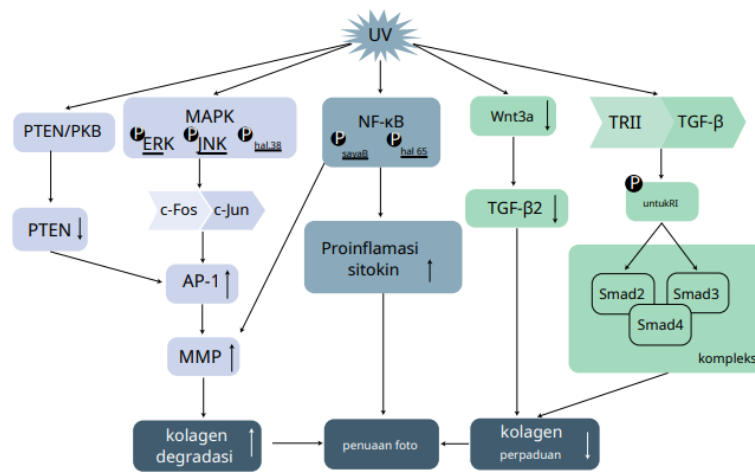 UV
PTEN/PKB
MAPK
P ERK P JNK P hal.38
NF-κB
P sayaB P hal 65
Wnt3a
TRII TGF-β
c-Fos c-Jun
P
untukRI
PTEN
TGF-β2
AP-1
Proinflamasi
sitokin
Smad2 Smad3
Smad4
kompleks
MMP
kolagen
degradasi
penuaan foto
kolagen
perpaduan